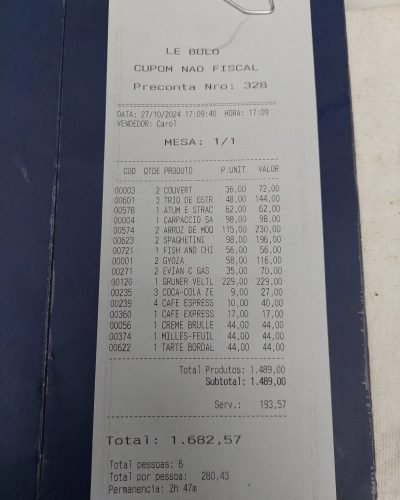 LE BULO
CUPOM NAO FISCAL
Preconta Nro: 328
DATA: 27/10/2024 17:09:40 HORA: 17:09
VENDEDOR: Carol
MESA: 1/1
COD QTDE PRODUTO P.UNIT VALOR
00003 2 COUVERT 36,00 72,00
00601 3 TRIO DE OSTR 48,00 144,00
00578 1 ATUM E STRAC 62,00 62,00
00004 1 CARPACCIO SA 98,00 98,00
00574 2 ARROZ DE MOQ 115,00 230,00
00623 2 SPAGHETINI 98,00 196,00
00721 1 FISH AND CHI 56,00 56,00
00001 2 GYOZA 58,00 116,00
00271 2 EVIAN C GAS 35,00 70,00
00120 1 GRUNER VELTL 229,00 229,00
00235 3 COCA-COLA ZE 9,00 27,00
00239 4 CAFE ESPRESS 10,00 40,00
00360 1 CAFE EXPRESS 17,00 17,00
00056 1 CREME BRULLE 44,00 44,00
00374 1 MILLES-FEUIL 44,00 44,00
00622 1 TARTE BORDAL 44,00 44,00
Total Produtos: 1.489,00
Subtotal: 1.489,00
Serv.: 193,57
Total: 1.682,57
Total pessoas: 6
Total por pessoa: 280,43
Permanencia: 2h 47m